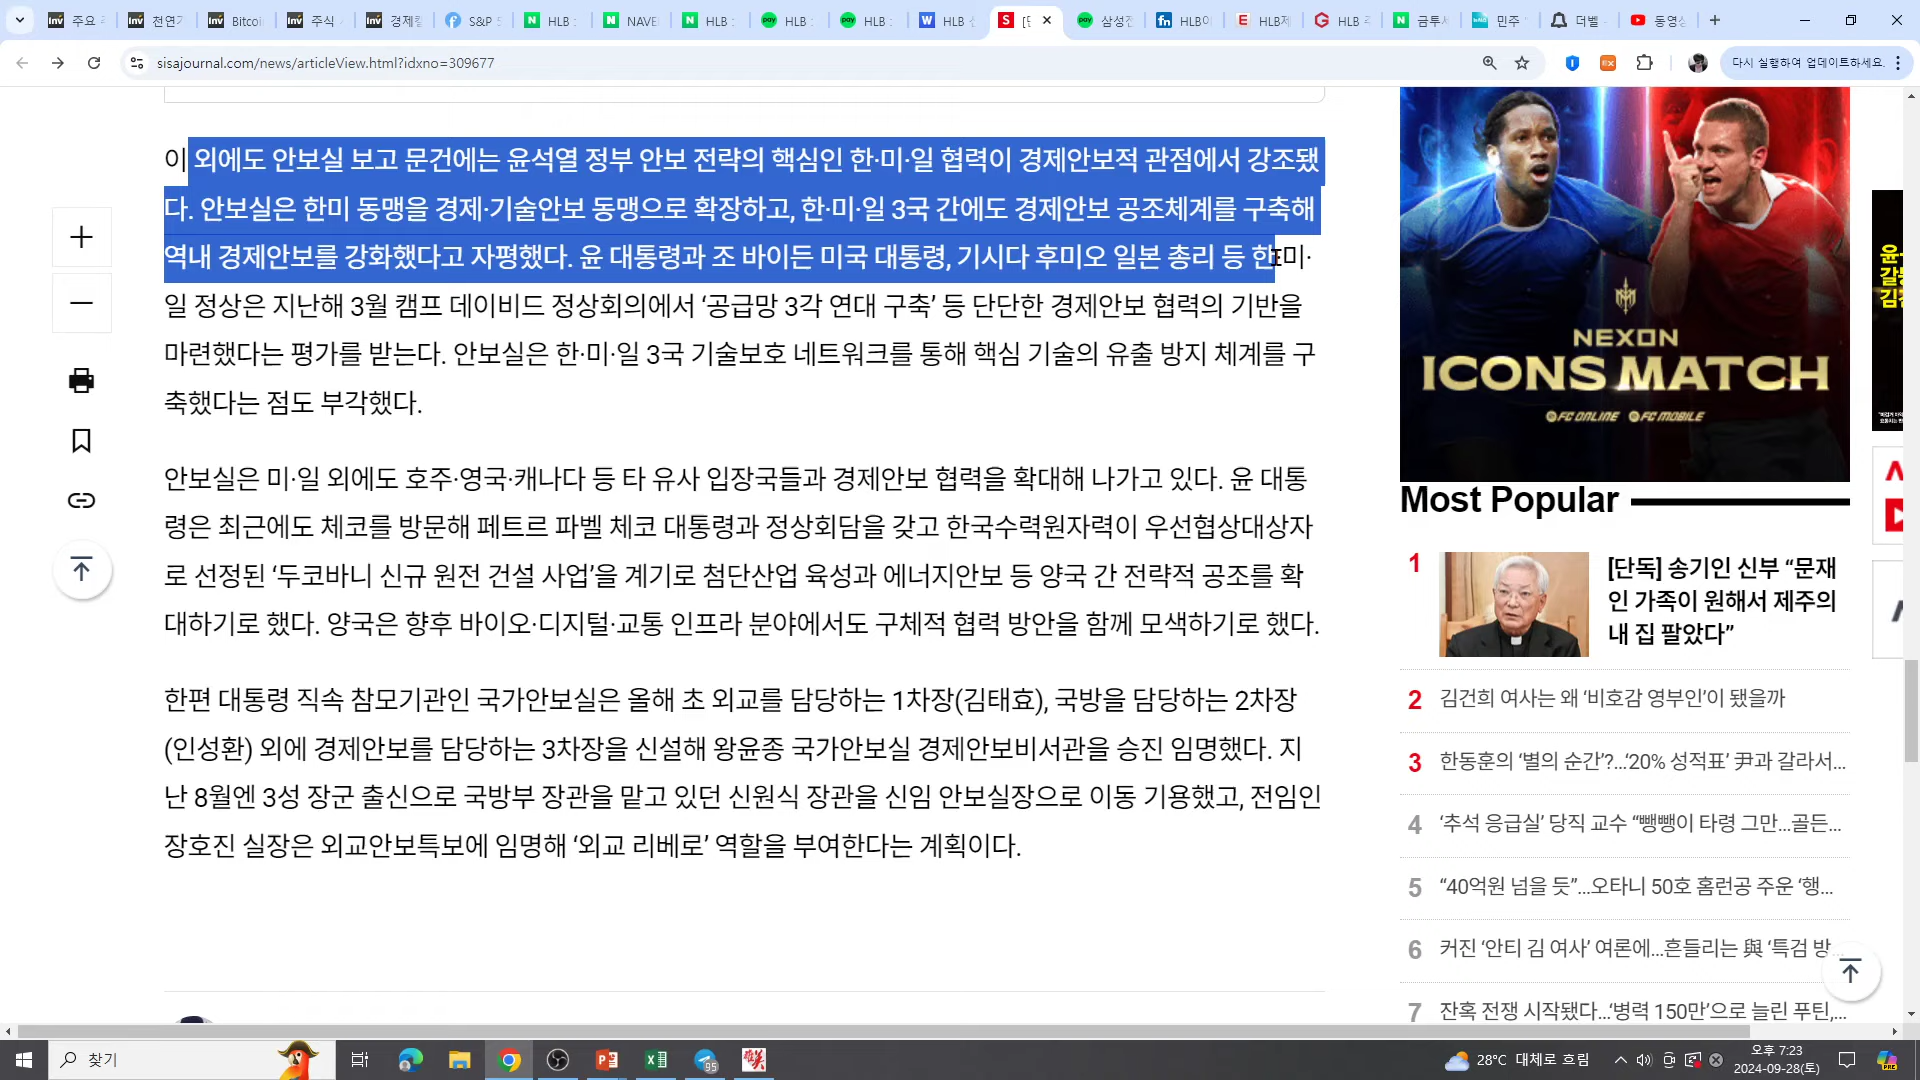 주요
천연
Bitcoi
주식
경제
S&P 5
HLB
NAVE
HLB
HLB
HLB
HLB
삼성전
HLB
HLB
HLB
금투
민주
더벨
동영
sisajournal.com/news/articleView.html?idxno=309677
다시 실행하여 업데이트하세요.
이 외에도 안보실 보고 문건에는 윤석열 정부 안보 전략의 핵심인 한·미·일 협력이 경제안보적 관점에서 강조됐
다. 안보실은 한미 동맹을 경제·기술안보 동맹으로 확장하고, 한·미·일 3국 간에도 경제안보 공조체계를 구축해
역내 경제안보를 강화했다고 자평했다. 윤 대통령과 조 바이든 미국 대통령, 기시다 후미오 일본 총리 등 한·미·
일 정상은 지난해 3월 캠프 데이비드 정상회의에서 ‘공급망 3각 연대 구축’ 등 단단한 경제안보 협력의 기반을
마련했다는 평가를 받는다. 안보실은 한·미·일 3국 기술보호 네트워크를 통해 핵심 기술의 유출 방지 체계를 구
축했다는 점도 부각했다.
안보실은 미·일 외에도 호주·영국·캐나다 등 타 유사 입장국들과 경제안보 협력을 확대해 나가고 있다. 윤 대통
령은 최근에도 체코를 방문해 페트르 파벨 체코 대통령과 정상회담을 갖고 한국수력원자력이 우선협상대상자
로 선정된 ‘두코바니 신규 원전 건설 사업’을 계기로 첨단산업 육성과 에너지안보 등 양국 간 전략적 공조를 확
대하기로 했다. 양국은 향후 바이오·디지털·교통 인프라 분야에서도 구체적 협력 방안을 함께 모색하기로 했다.
한편 대통령 직속 참모기관인 국가안보실은 올해 초 외교를 담당하는 1차장(김태효), 국방을 담당하는 2차장
(인성환) 외에 경제안보를 담당하는 3차장을 신설해 왕윤종 국가안보실 경제안보비서관을 승진 임명했다. 지
난 8월엔 3성 장군 출신으로 국방부 장관을 맡고 있던 신원식 장관을 신임 안보실장으로 이동 기용했고, 전임인
장호진 실장은 외교안보특보에 임명해 ‘외교 리베로’ 역할을 부여한다는 계획이다.
NEXON
ICONS MATCH
FC ONLINE FC MOBILE
Most Popular
1 [단독] 송기인 신부 “문재
인 가족이 원해서 제주의
내 집 팔았다”
2 김건희 여사는 왜 ‘비호감 영부인’이 됐을까
3 한동훈의 ‘별의 순간’?…‘20% 성적표’ 尹과 갈라서...
4 ‘추석 응급실’ 당직 교수 “뺑뺑이 타령 그만…골든...
5 “40억원 넘을 듯”…오타니 50호 홈런공 주운 ‘행...
6 커진 ‘안티 김 여사’ 여론에…흔들리는 與 ‘특검 방...
7 잔혹 전쟁 시작됐다…‘병력 150만’으로 늘린 푸틴,...
찾기
95
28°C 대체로 흐림
오후 7:23
2024-09-28(토)